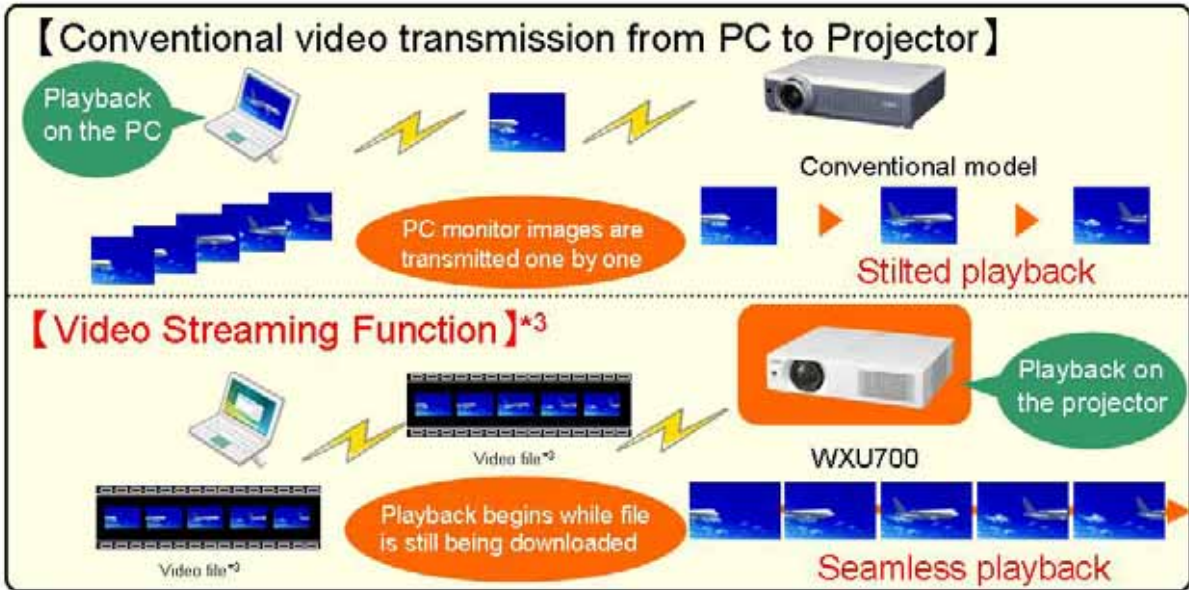 【Conventional video transmission from PC to Projector】
Playback
on the PC
Conventional model
PC monitor images are
transmitted one by one
Stilted playback
【Video Streaming Function】*3
Playback on
the projector
Video file*3
WXU700
Video file*3
Playback begins while file
is still being downloaded
Seamless playback